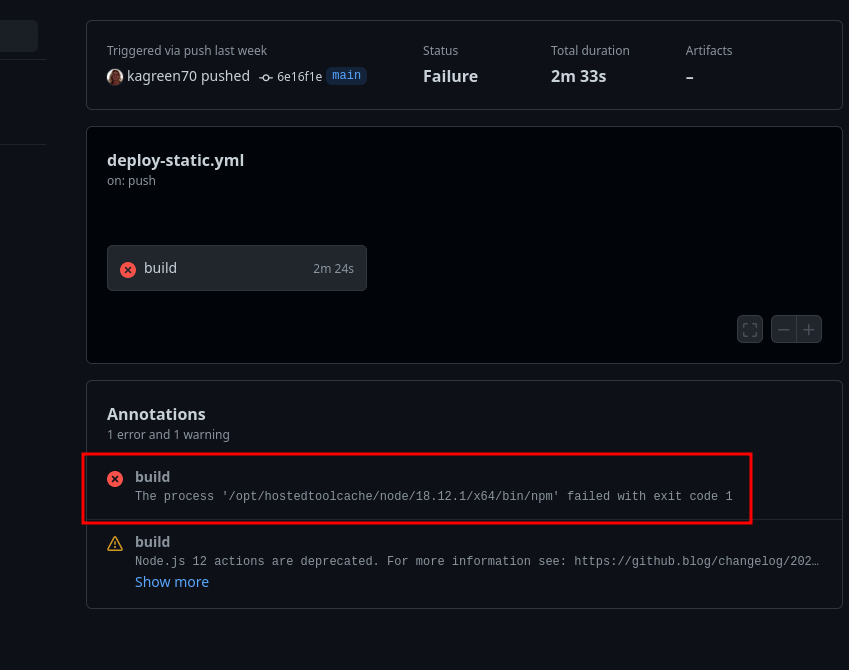 Triggered via push last week
kagreen70 pushed 6e16f1e main
Status
Failure
Total duration
2m 33s
Artifacts
–
deploy-static.yml
on: push
build 2m 24s
Annotations
1 error and 1 warning
build
The process '/opt/hostedtoolcache/node/18.12.1/x64/bin/npm' failed with exit code 1
build
Node.js 12 actions are deprecated. For more information see: https://github.blog/changelog/202…
Show more